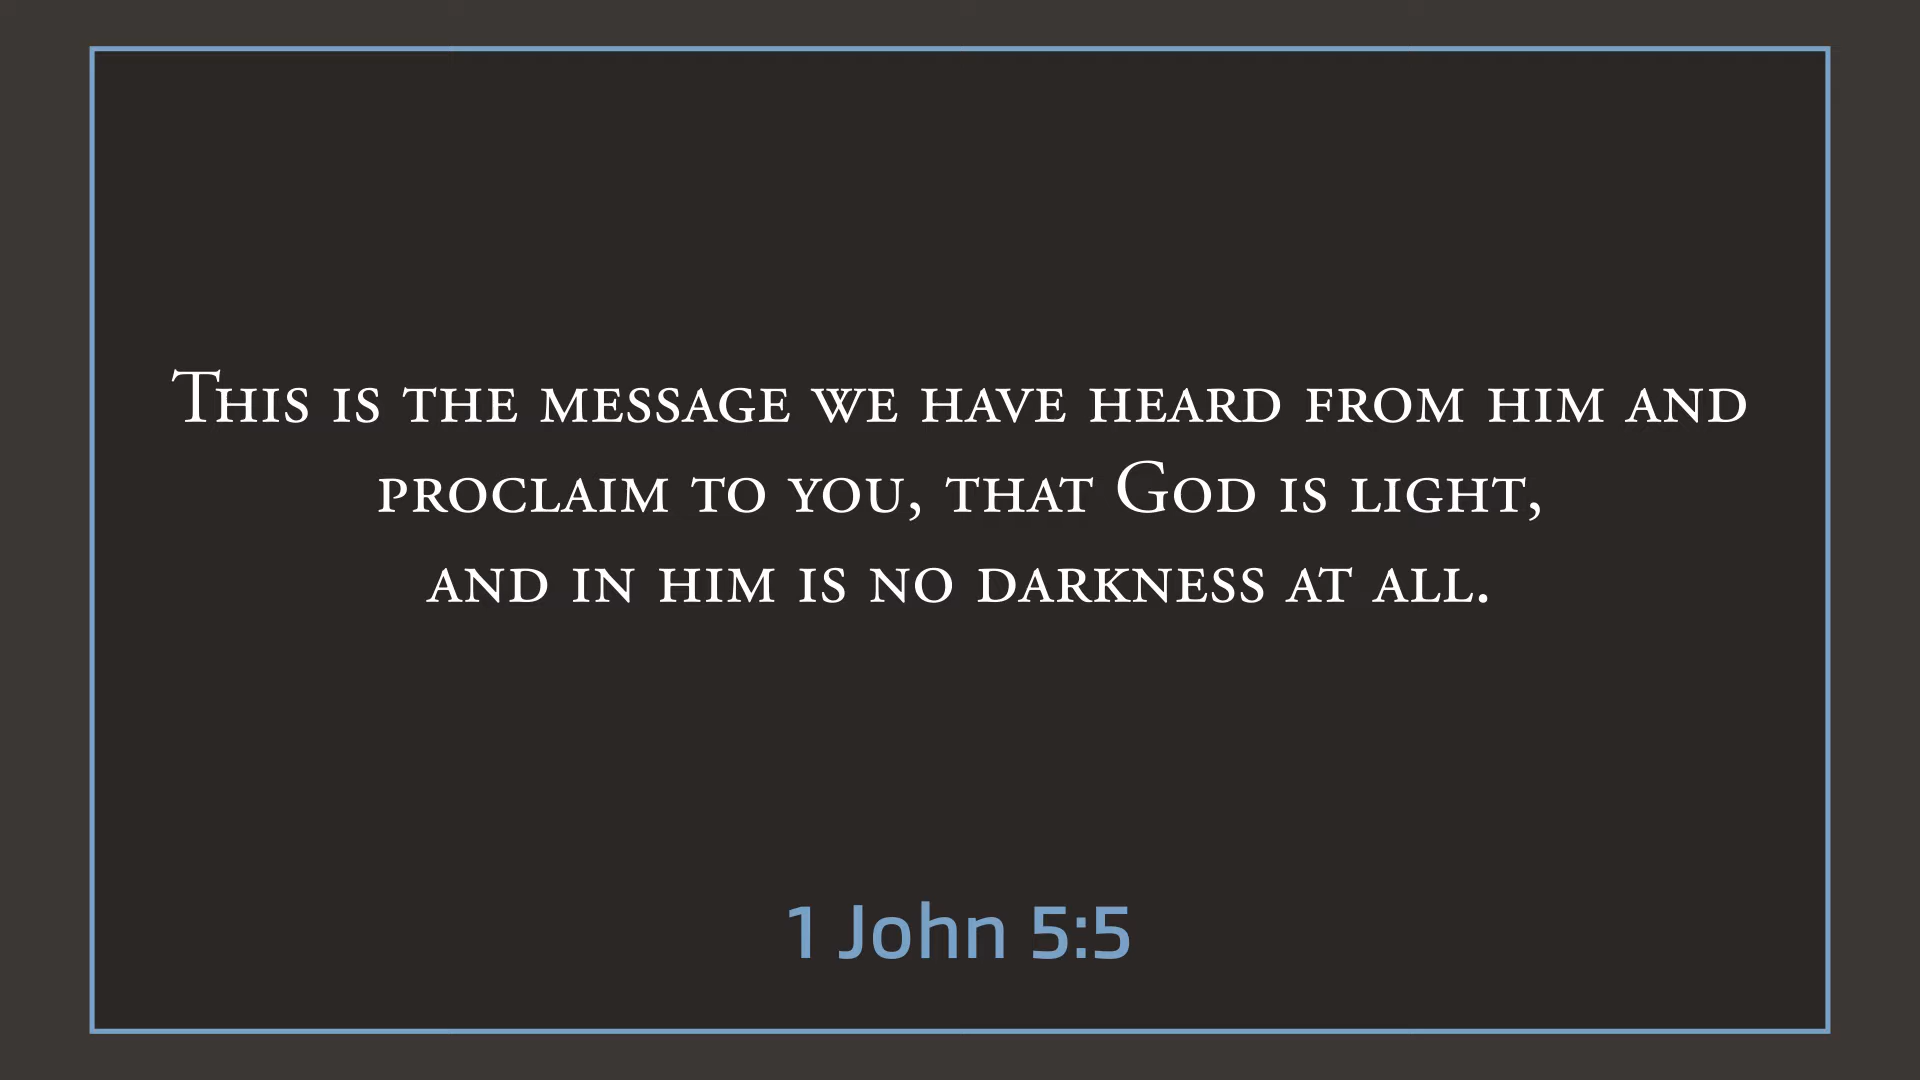 This is the message we have heard from him and
proclaim to you, that God is light,
and in him is no darkness at all.
1 John 5:5